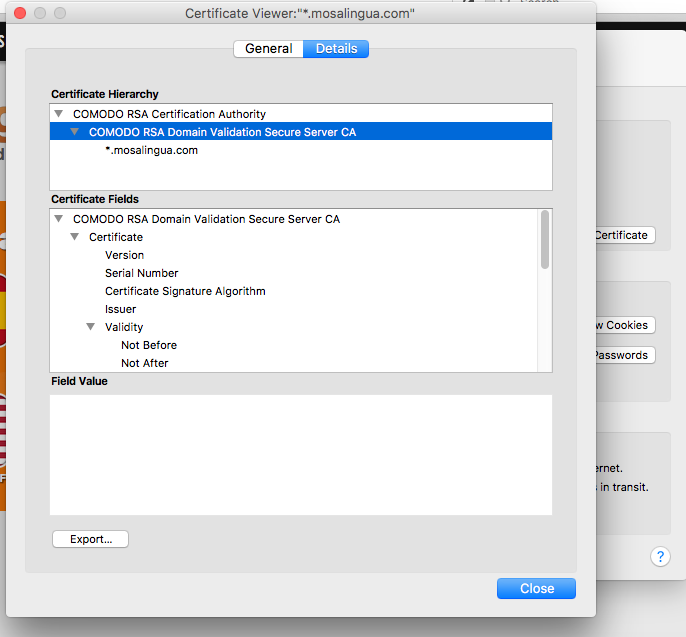 Certificate Viewer:"*.mosalingua.com"
General Details
Certificate Hierarchy
COMODO RSA Certification Authority
COMODO RSA Domain Validation Secure Server CA
*.mosalingua.com
Certificate Fields
COMODO RSA Domain Validation Secure Server CA
Certificate
Version
Serial Number
Certificate Signature Algorithm
Issuer
Validity
Not Before
Not After
Field Value
Export...
Close
Certificate
w Cookies
Passwords
ernet.
in transit.
?